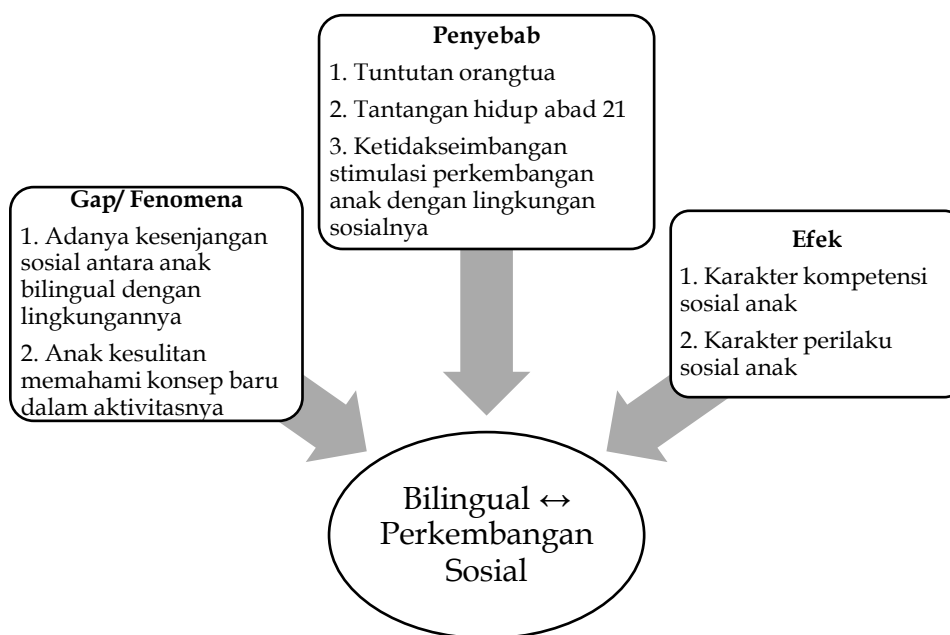 Penyebab
1. Tuntutan orangtua
2. Tantangan hidup abad 21
3. Ketidakseimbangan
stimulasi perkembangan
anak dengan lingkungan
sosialnya
Gap/ Fenomena
1. Adanya kesenjangan
sosial antara anak
bilingual dengan
lingkungannya
2. Anak kesulitan
memahami konsep baru
dalam aktivitasnya
Efek
1. Karakter kompetensi
sosial anak
2. Karakter perilaku
sosial anak
Bilingual ↔
Perkembangan
Sosial